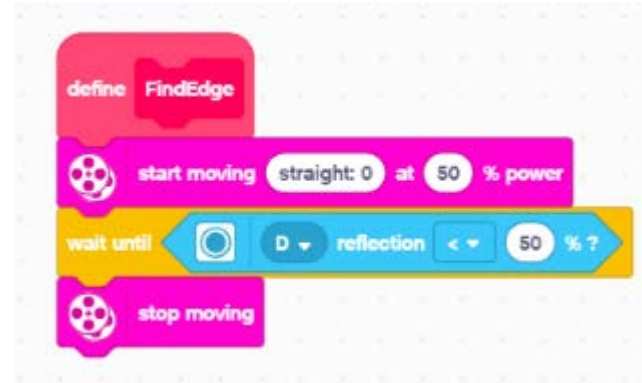 define FindEdge
start moving straight: 0 at 50 % power
wait until D reflection < 50 % ?
stop moving